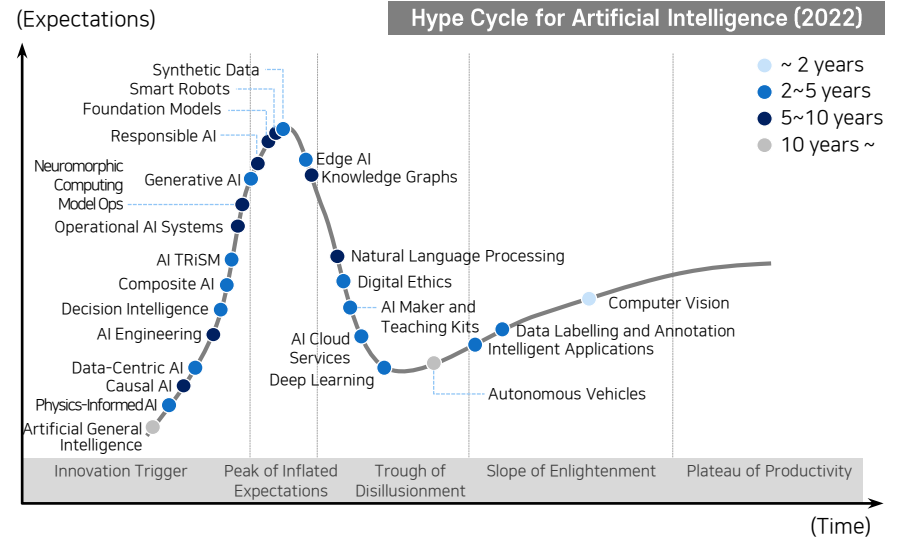 (Expectations)
Hype Cycle for Artificial Intelligence (2022)
~ 2 years
2~5 years
5~10 years
10 years ~
Synthetic Data
Smart Robots
Foundation Models
Responsible AI
Neuromorphic
Computing
Generative AI
Model Ops
Operational AI Systems
AI TRiSM
Composite AI
Decision Intelligence
AI Engineering
Data-Centric AI
Causal AI
Physics-Informed AI
Artificial General
Intelligence
Edge AI
Knowledge Graphs
Natural Language Processing
Digital Ethics
AI Maker and
Teaching Kits
AI Cloud
Services
Deep Learning
Autonomous Vehicles
Computer Vision
Data Labelling and Annotation
Intelligent Applications
Innovation Trigger
Peak of Inflated
Expectations
Trough of
Disillusionment
Slope of Enlightenment
Plateau of Productivity
(Time)